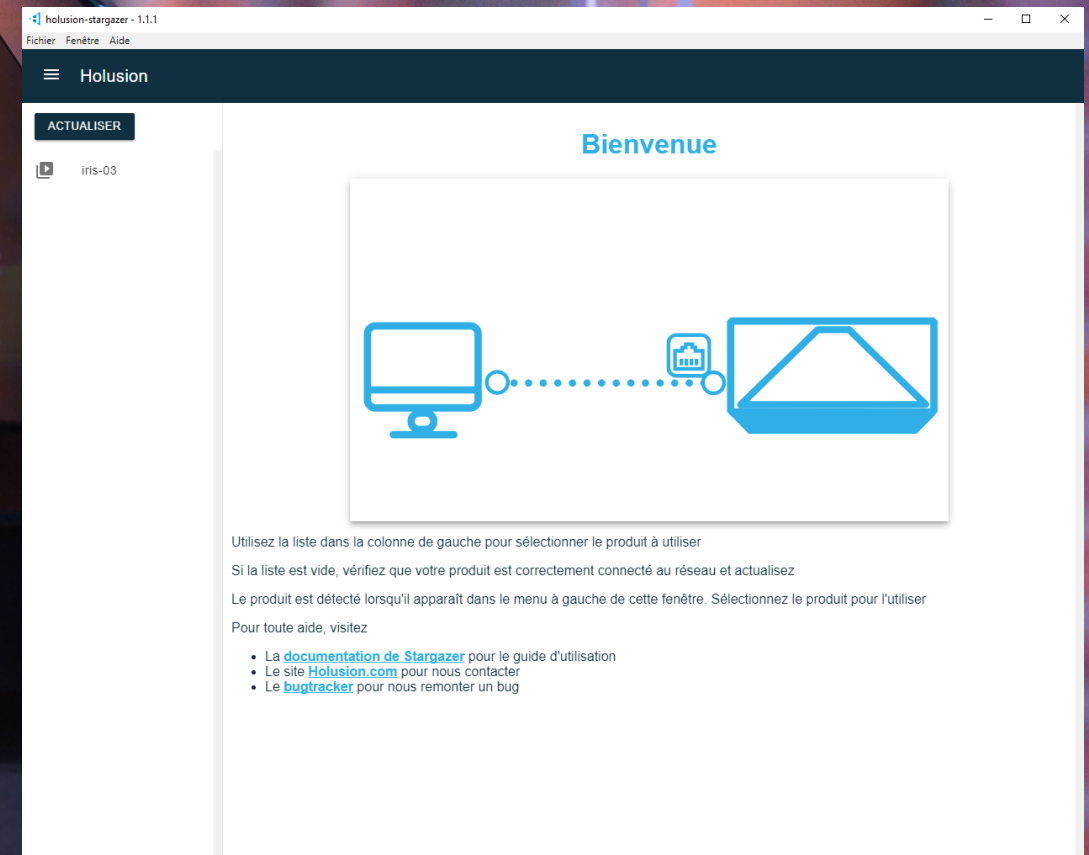 holusion-stargazer - 1.1.1
Fichier Fenêtre Aide
Holusion
ACTUALISER
iris-03
Bienvenue
Utilisez la liste dans la colonne de gauche pour sélectionner le produit à utiliser
Si la liste est vide, vérifiez que votre produit est correctement connecté au réseau et actualisez
Le produit est détecté lorsqu'il apparaît dans le menu à gauche de cette fenêtre. Sélectionnez le produit pour l'utiliser
Pour toute aide, visitez
• La documentation de Stargazer pour le guide d'utilisation
• Le site Holusion.com pour nous contacter
• Le bugtracker pour nous remonter un bug